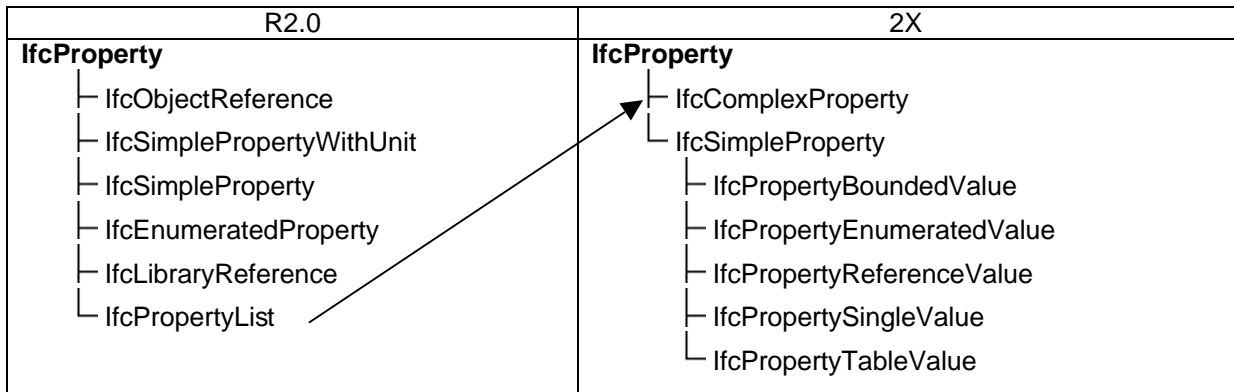 R2.0
2X
IfcProperty
IfcObjectReference
IfcSimplePropertyWithUnit
IfcSimpleProperty
IfcEnumeratedProperty
IfcLibraryReference
IfcPropertyList
IfcProperty
IfcComplexProperty
IfcSimpleProperty
IfcPropertyBoundedValue
IfcPropertyEnumeratedValue
IfcPropertyReferenceValue
IfcPropertySingleValue
IfcPropertyTableValue